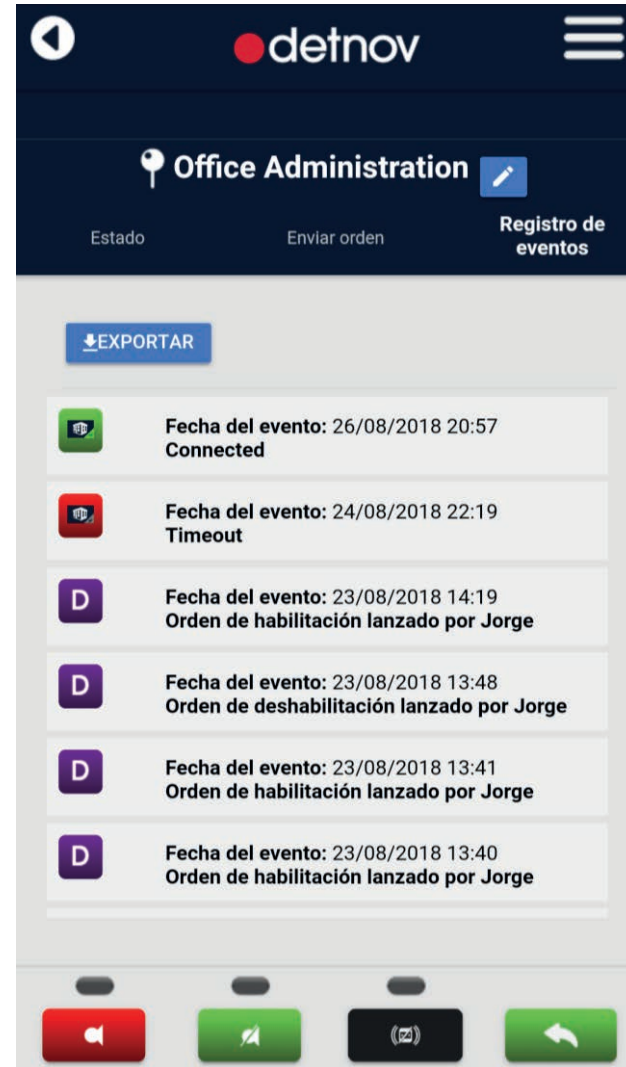 detnov
Office Administration
Estado
Enviar orden
Registro de
eventos
EXPORTAR
Fecha del evento: 26/08/2018 20:57
Connected
Fecha del evento: 24/08/2018 22:19
Timeout
D
Fecha del evento: 23/08/2018 14:19
Orden de habilitación lanzado por Jorge
D
Fecha del evento: 23/08/2018 13:48
Orden de deshabilitación lanzado por Jorge
D
Fecha del evento: 23/08/2018 13:41
Orden de habilitación lanzado por Jorge
D
Fecha del evento: 23/08/2018 13:40
Orden de habilitación lanzado por Jorge